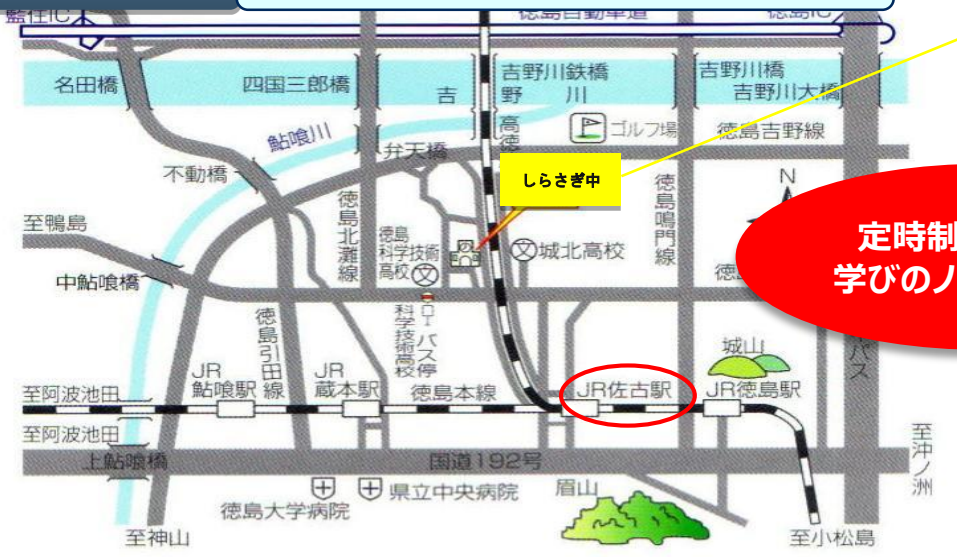 藍住IC
徳島自動車道
徳島IC
名田橋
四国三郎橋
吉野川
吉野川鉄橋
吉野川橋
吉野川大橋
鮎喰川
弁天橋
高徳
ゴルフ場
徳島吉野線
不動橋
しらさぎ中
N
徳島北灘線
徳島
科学技術
高校
城北高校
徳島鳴門線
至鴨島
中鮎喰橋
定時制
学びのノ
徳島引田線
バス停
科学技術高校
城山
バス
JR
鮎喰駅
JR
蔵本駅
徳島本線
JR佐古駅
JR徳島駅
至阿波池田
至阿波池田
上鮎喰橋
国道192号
至沖ノ洲
徳島大学病院
県立中央病院
眉山
至神山
至小松島